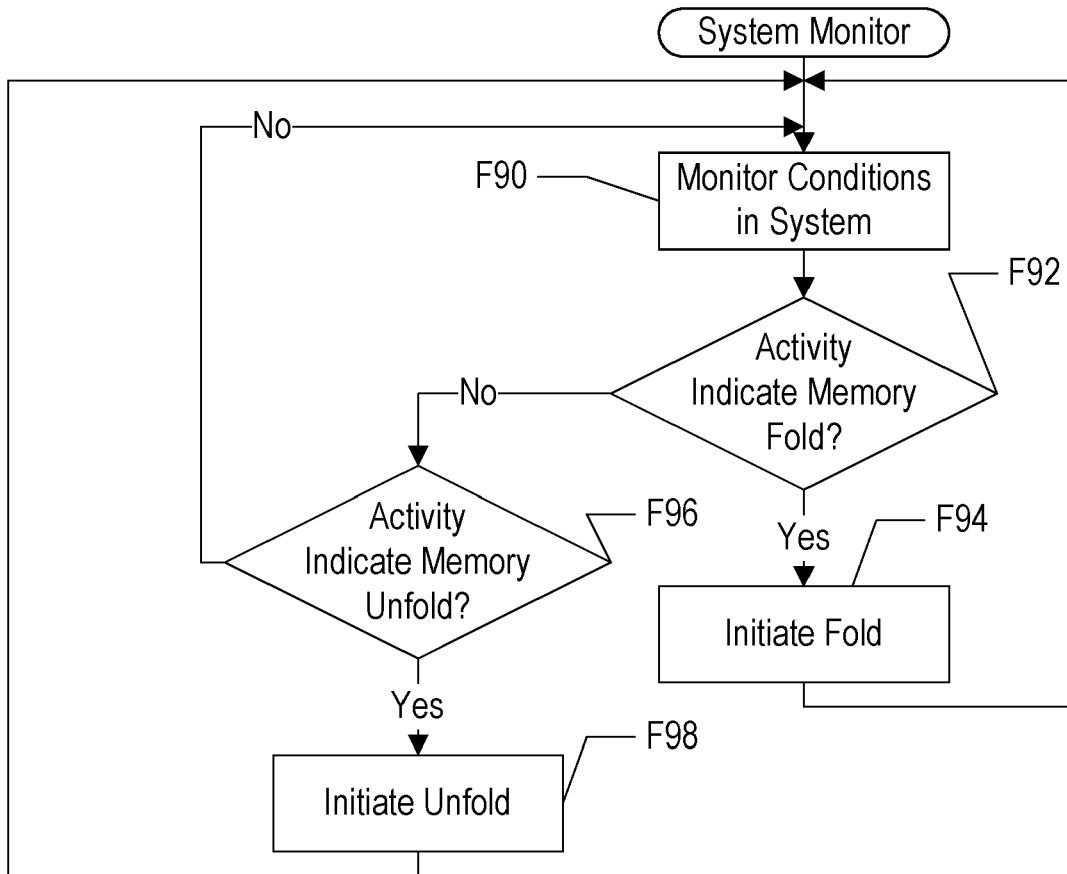 System Monitor
No
F90
Monitor Conditions
in System
F92
Activity
Indicate Memory
Fold?
No
Activity
Indicate Memory
Unfold?
F96
Yes
F94
Initiate Fold
Yes
F98
Initiate Unfold